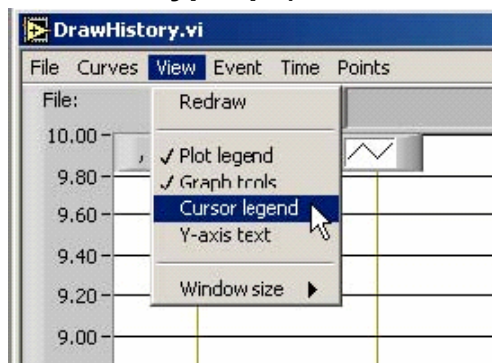 DrawHistory.vi
File Curves View Event Time Points
File:
Redraw
10.00
Plot legend
9.80
Graph tools
9.60
Cursor legend
Y-axis text
9.40
9.20
Window size
9.00